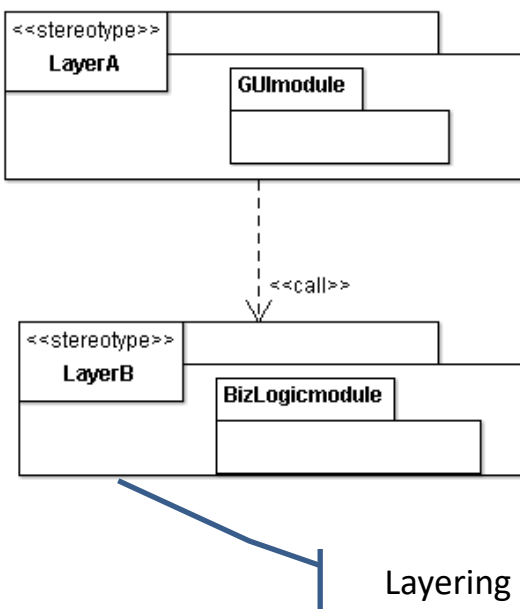 <<stereotype>>
LayerA
GUImodule
<<call>>
<<stereotype>>
LayerB
BizLogicmodule
Layering